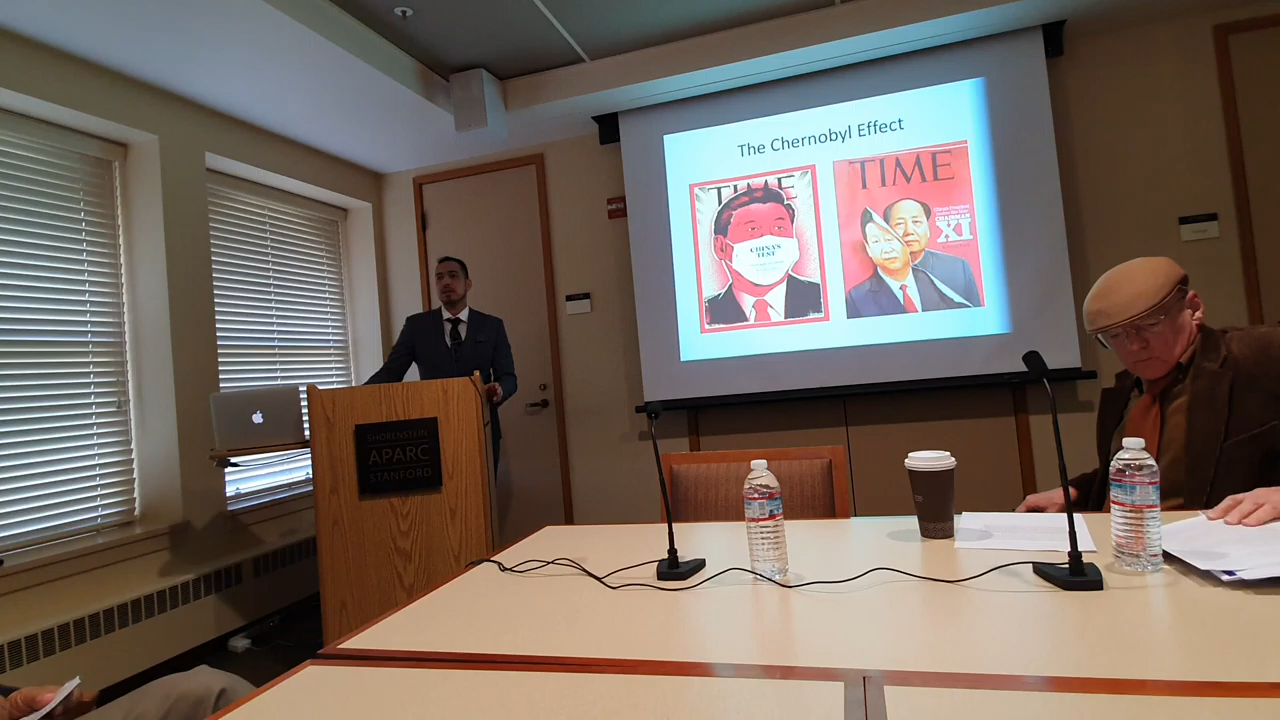 The Chernobyl Effect
TIME
CHINA'S
TEST
TIME
CHAIRMAN
XI
SHORENSTEIN
APARC
STANFORD